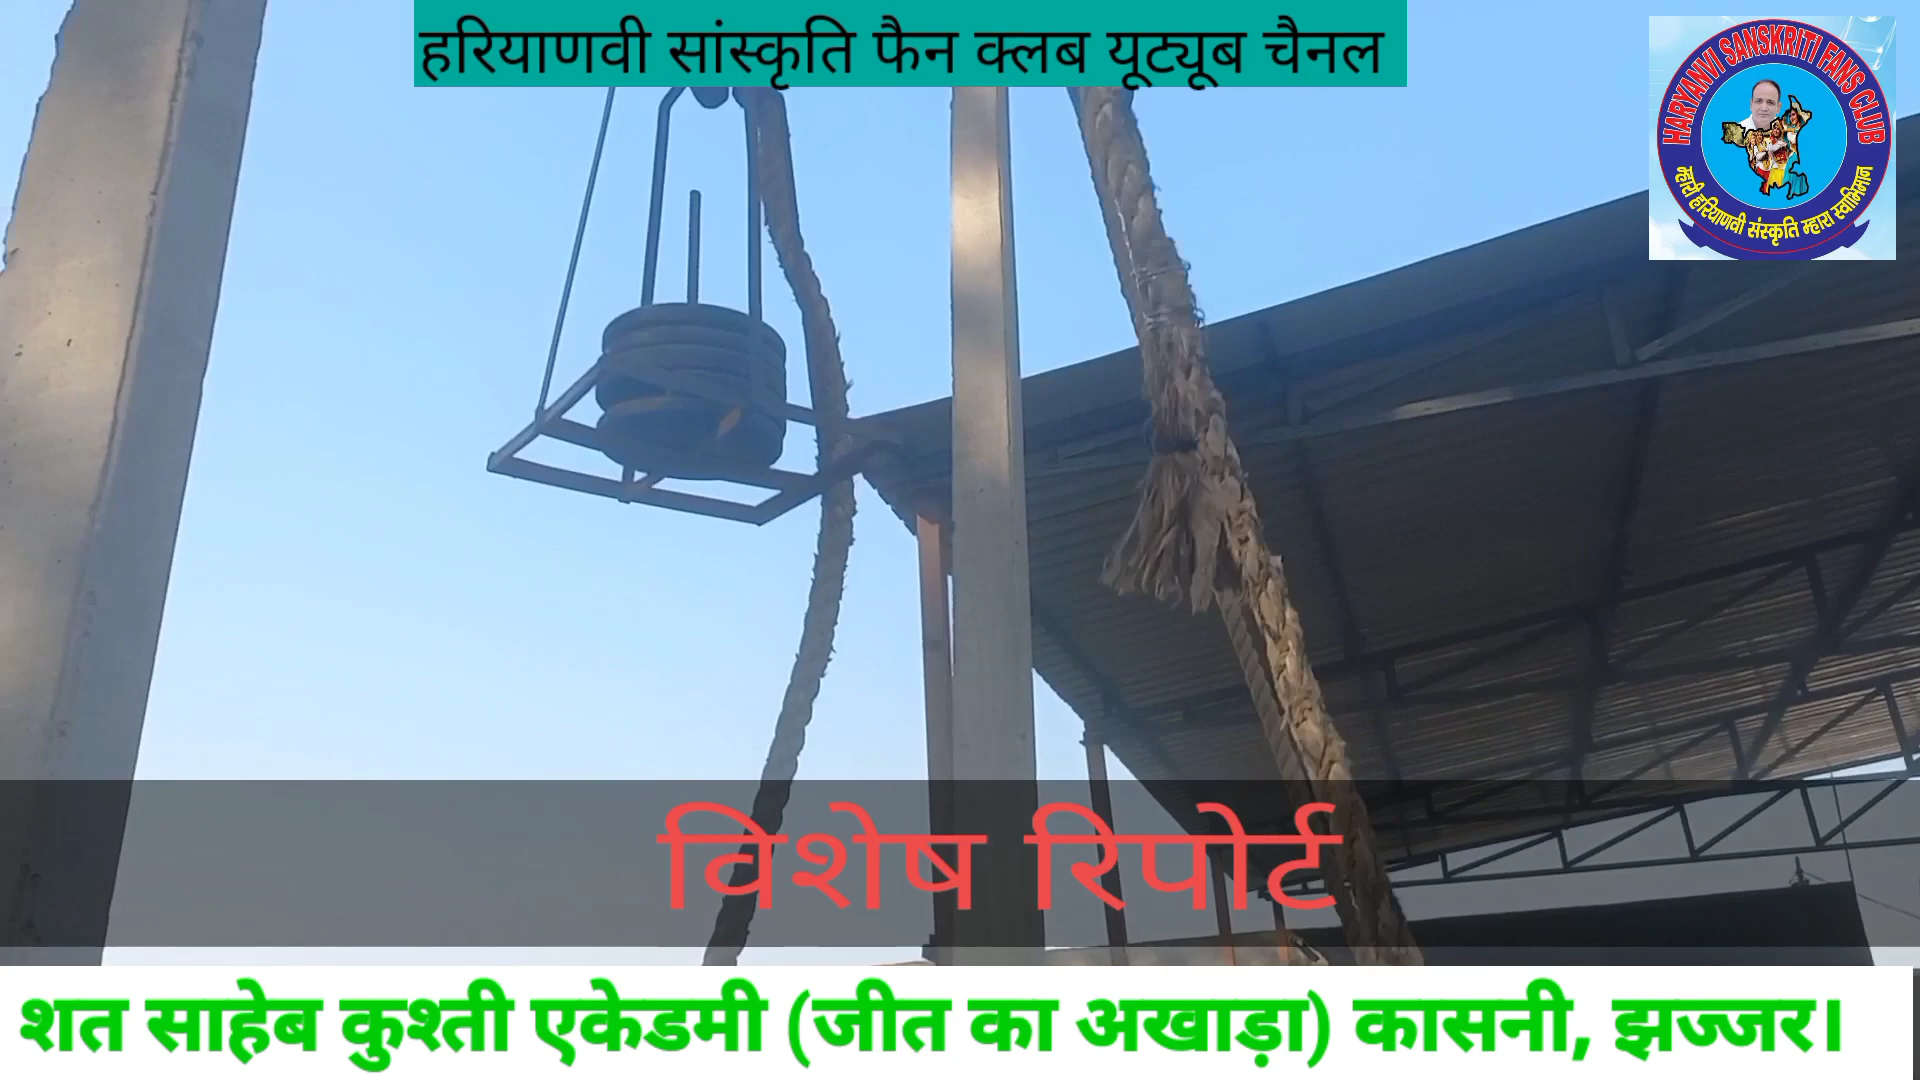 हरियाणवी सांस्कृति फैन क्लब यूट्यूब चैनल
HARYANVI SANSKRITI FANS CLUB
म्हारी हरियाणवी संस्कृति म्हारा स्वाभिमान
विशेष रिपोर्ट
शत साहेब कुश्ती एकेडमी (जीत का अखाड़ा) कासनी, झज्जर।